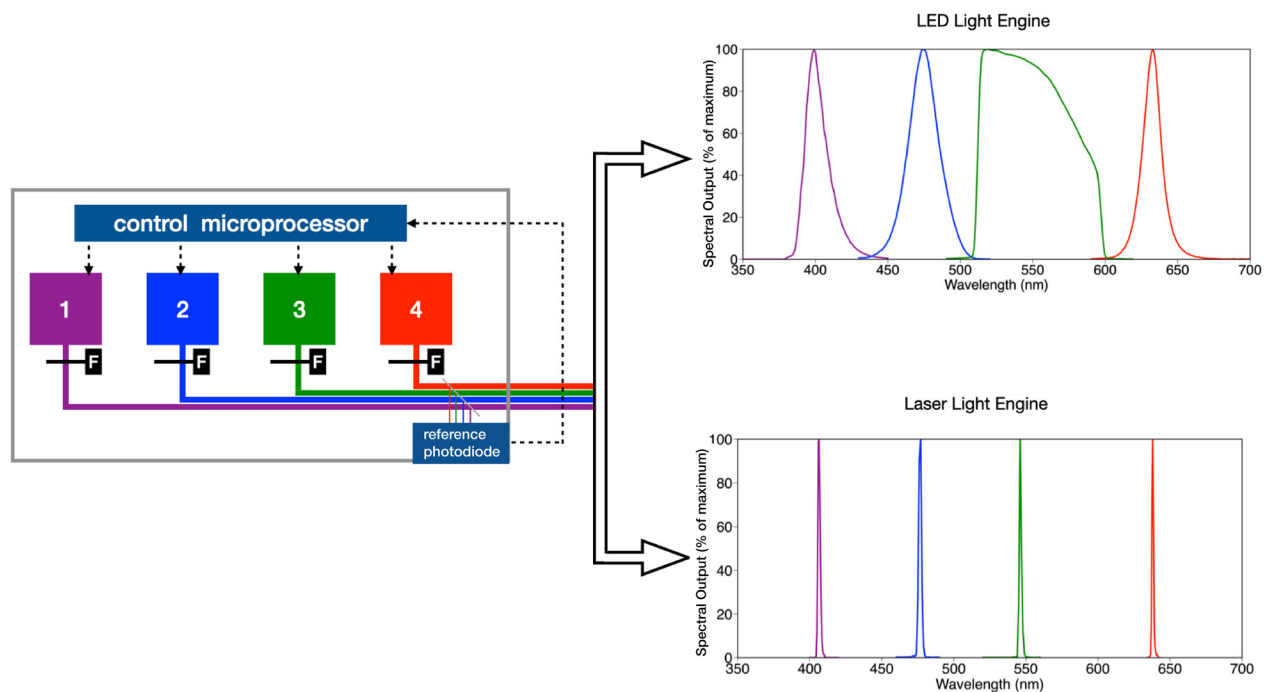 LED Light Engine
Spectral Output (% of maximum)
100
80
60
40
20
0
350 400 450 500 550 600 650 700
Wavelength (nm)
control microprocessor
1 2 3 4
F F F F
reference
photodiode
Laser Light Engine
Spectral Output (% of maximum)
100
80
60
40
20
0
350 400 450 500 550 600 650 700
Wavelength (nm)